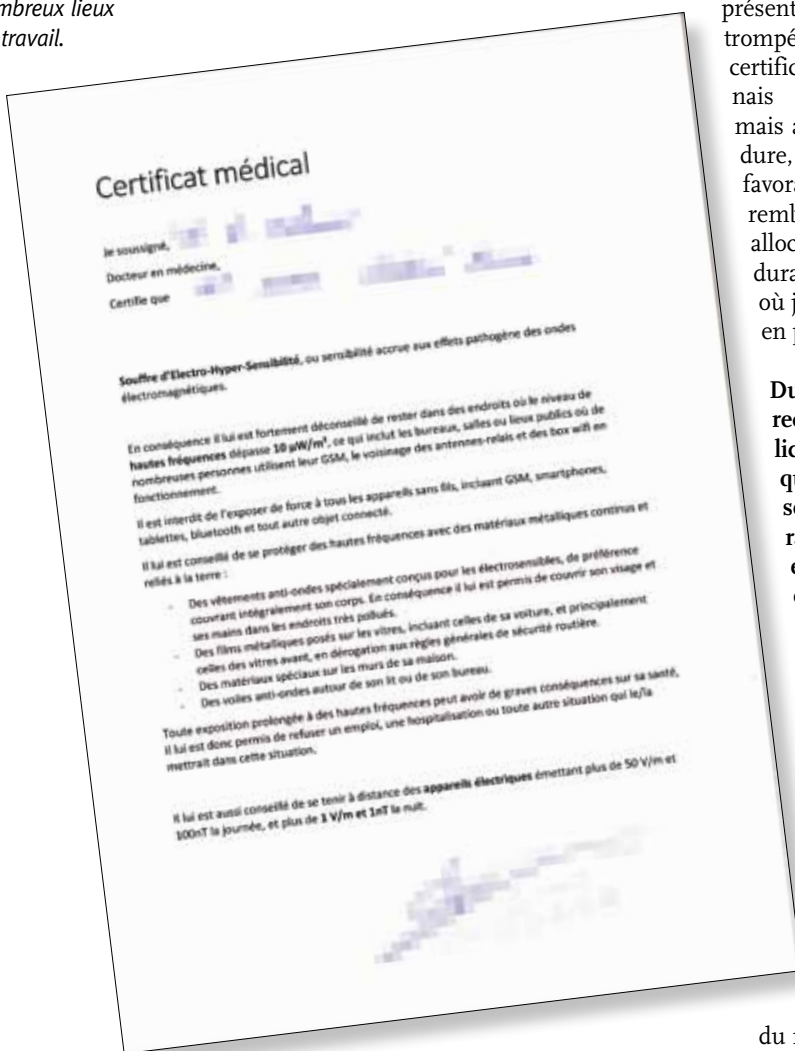 mbreux lieux
travail.
Certificat médical
Je soussigné,
Docteur en médecine,
Certifie que
Souffre d'Electro-Hyper-Sensibilité, ou sensibilité accrue aux effets pathogène des ondes
électromagnétiques.
En conséquence il lui est fortement déconseillé de rester dans des endroits où le niveau de
hautes fréquences dépasse 10 µW/m², ce qui inclut les bureaux, salles ou lieux publics où de
nombreuses personnes utilisent leur GSM, le voisinage des antennes-relais et des box wifi en
fonctionnement.
Il est interdit de l'exposer de force à tous les appareils sans fils, incluant GSM, smartphones,
tablettes, bluetooth et tout autre objet connecté.
Il lui est conseillé de se protéger des hautes fréquences avec des matériaux métalliques continus et
reliés à la terre :
- Des vêtements anti-ondes spécialement conçus pour les électrosensibles, de préférence
couvrant intégralement son corps. En conséquence il lui est permis de couvrir son visage et
ses mains dans les endroits très pollués.
- Des films métalliques posés sur les vitres, incluant celles de sa voiture, et principalement
celles des vitres avant, en dérogation aux règles générales de sécurité routière.
- Des matériaux spéciaux sur les murs de sa maison.
- Des voiles anti-ondes autour de son lit ou de son bureau.
Toute exposition prolongée à des hautes fréquences peut avoir de graves conséquences sur sa santé,
il lui est donc permis de refuser un emploi, une hospitalisation ou toute autre situation qui le/la
mettrait dans cette situation.
Il lui est aussi conseillé de se tenir à distance des appareils électriques émettant plus de 50 V/m et
100nT la journée, et plus de 1 V/m et 1nT la nuit.
présent
trompé
certific
nais
mais a
dure,
favora
remb
alloc
dura
où j
en p
Du
rec
lic
qu
se
ra
e
du